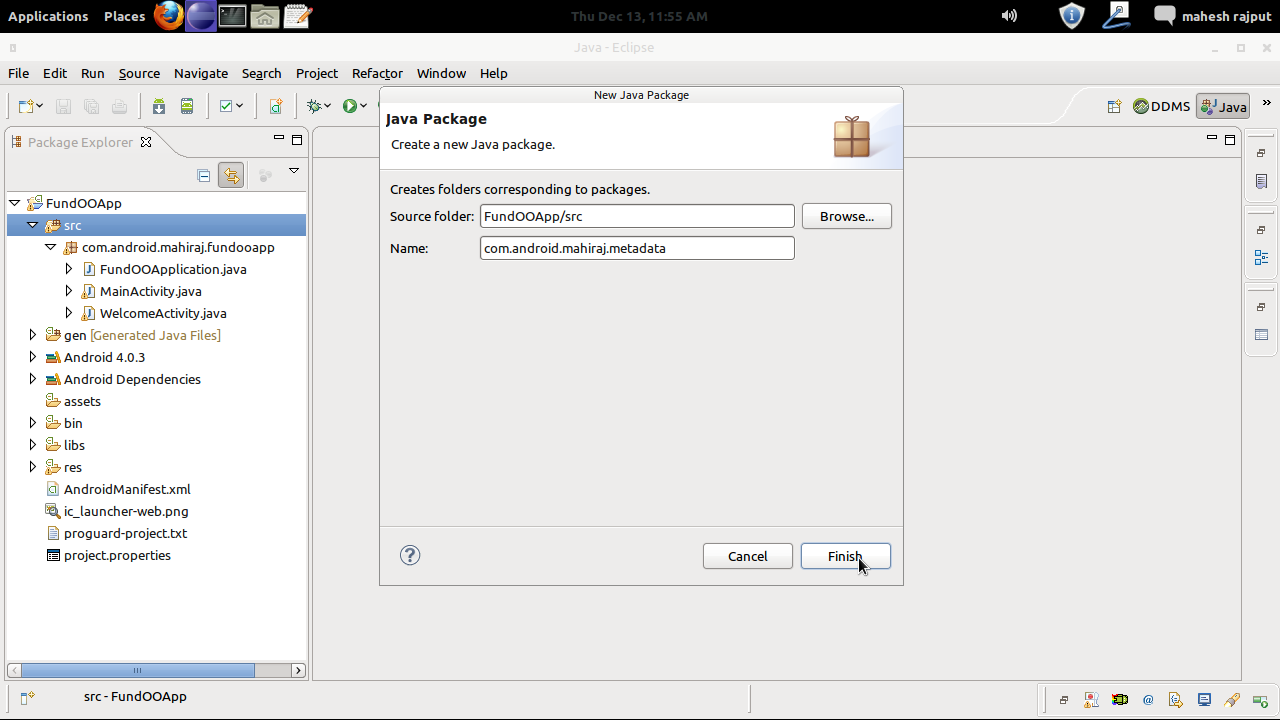 Applications Places Thu Dec 13, 11:55 AM mahesh rajput
Java - Eclipse
File Edit Run Source Navigate Search Project Refactor Window Help
DDMS Java
Package Explorer
FundOOApp
src
com.android.mahiraj.fundooapp
FundOOApplication.java
MainActivity.java
WelcomeActivity.java
gen [Generated Java Files]
Android 4.0.3
Android Dependencies
assets
bin
libs
res
AndroidManifest.xml
ic_launcher-web.png
proguard-project.txt
project.properties
New Java Package
Java Package
Create a new Java package.
Creates folders corresponding to packages.
Source folder: FundOOApp/src Browse...
Name: com.android.mahiraj.metadata
Cancel Finish
src - FundOOApp